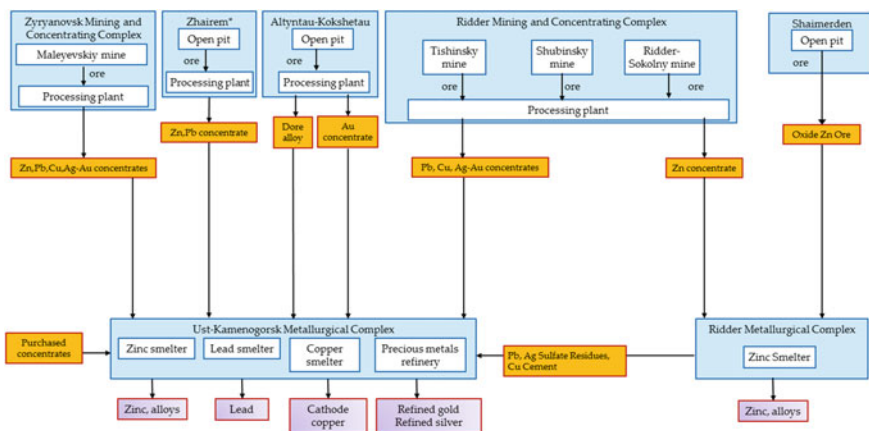 Zyryanovsk Mining and
Concentrating Complex
Maleyevskiy mine
ore
Processing plant
Zhairem*
Open pit
ore
Processing plant
Altyntau-Kokshetau
Open pit
ore
Processing plant
Ridder Mining and Concentrating Complex
Tishinsky
mine
Shubinsky
mine
Ridder-
Sokolny mine
ore
ore
ore
Processing plant
Shaimerden
Open pit
ore
Zn,Pb,Cu,Ag-Au concentrates
Zn,Pb concentrate
Dore
alloy
Au
concentrate
Pb, Cu, Ag-Au concentrates
Zn concentrate
Oxide Zn Ore
Purchased
concentrates
Ust-Kamenogorsk Metallurgical Complex
Zinc smelter
Lead smelter
Copper
smelter
Precious metals
refinery
Pb, Ag Sulfate Residues,
Cu Cement
Ridder Metallurgical Complex
Zinc Smelter
Zinc, alloys
Lead
Cathode
copper
Refined gold
Refined silver
Zinc, alloys